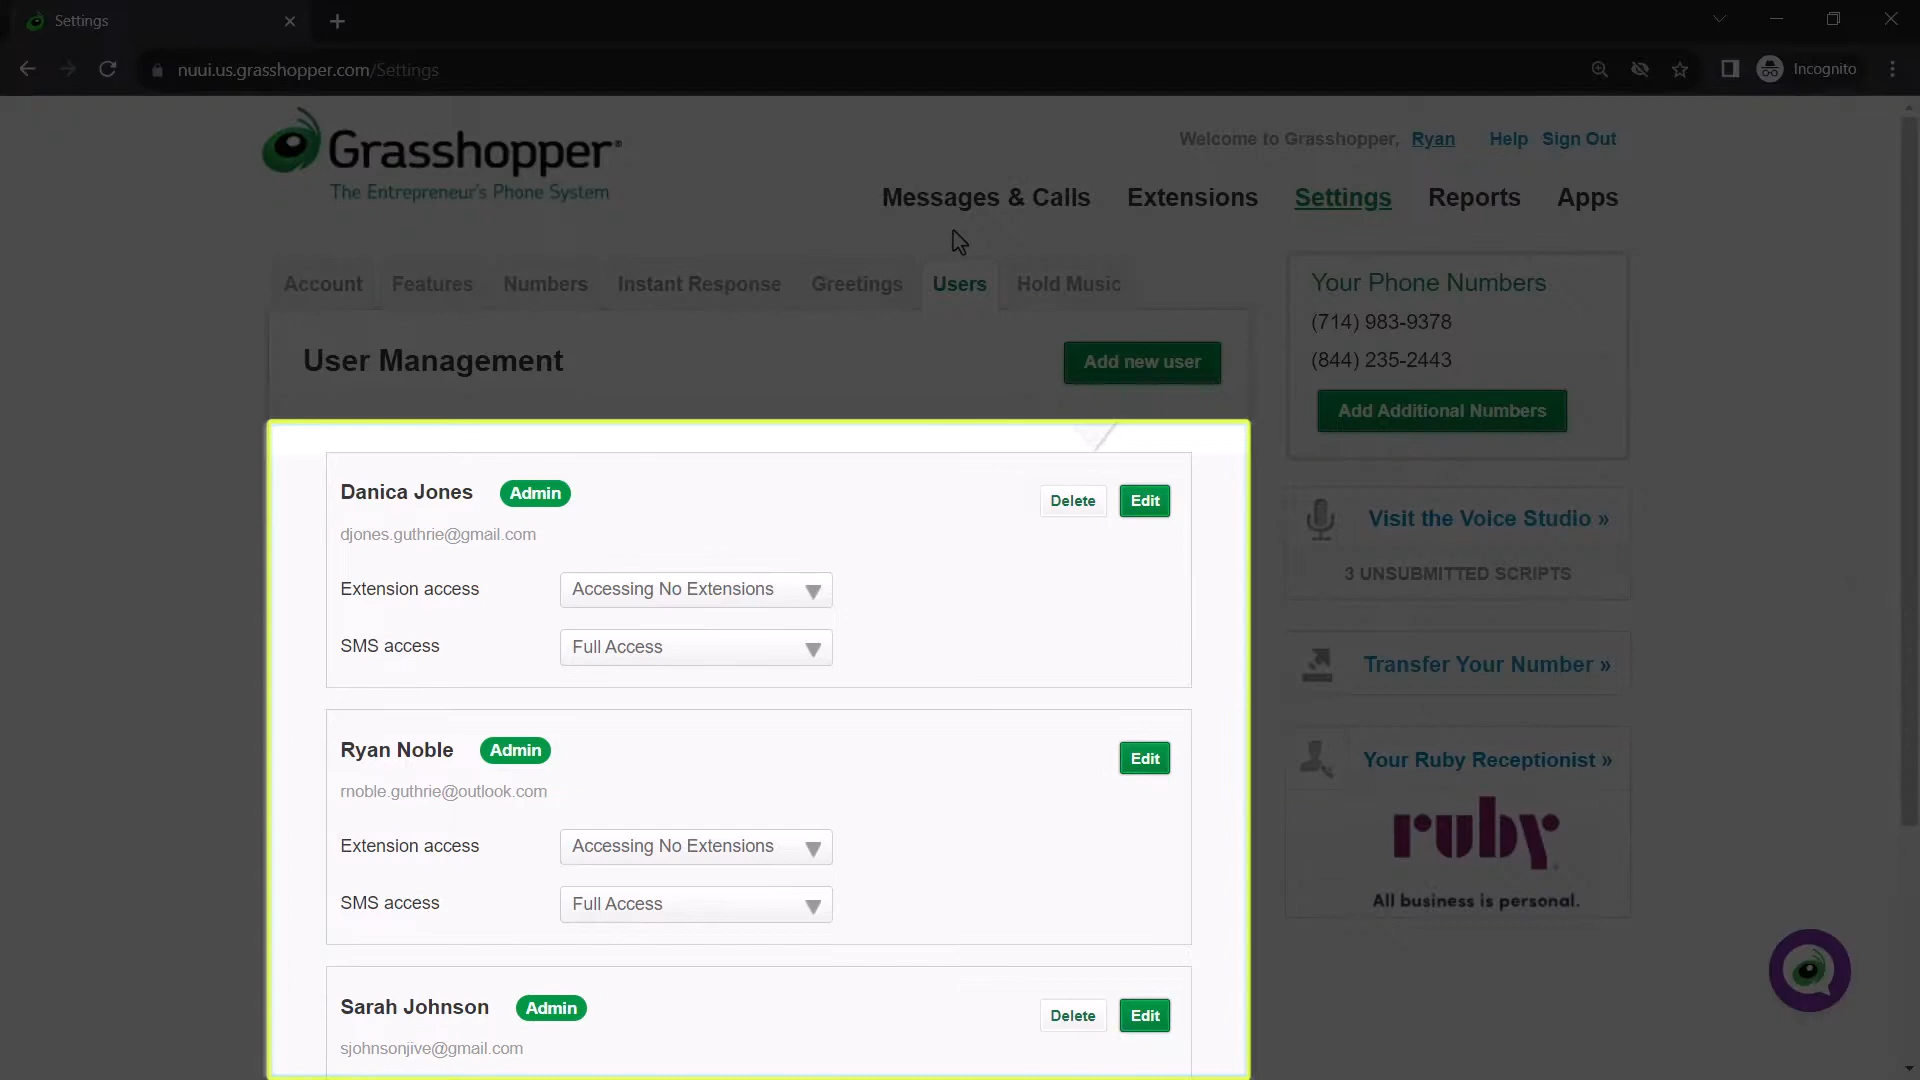 Settings
nuui.us.grasshopper.com/Settings
Incognito
Grasshopper
The Entrepreneur's Phone System
Welcome to Grasshopper, Ryan Help Sign Out
Messages & Calls Extensions Settings Reports Apps
Account Features Numbers Instant Response Greetings Users Hold Music
User Management
Add new user
Danica Jones Admin
Delete Edit
djones.guthrie@gmail.com
Extension access Accessing No Extensions
SMS access Full Access
Ryan Noble Admin
Edit
rnoble.guthrie@outlook.com
Extension access Accessing No Extensions
SMS access Full Access
Sarah Johnson Admin
Delete Edit
sjohnsonjive@gmail.com
Your Phone Numbers
(714) 983-9378
(844) 235-2443
Add Additional Numbers
Visit the Voice Studio »
3 UNSUBMITTED SCRIPTS
Transfer Your Number »
Your Ruby Receptionist »
ruby
All business is personal.